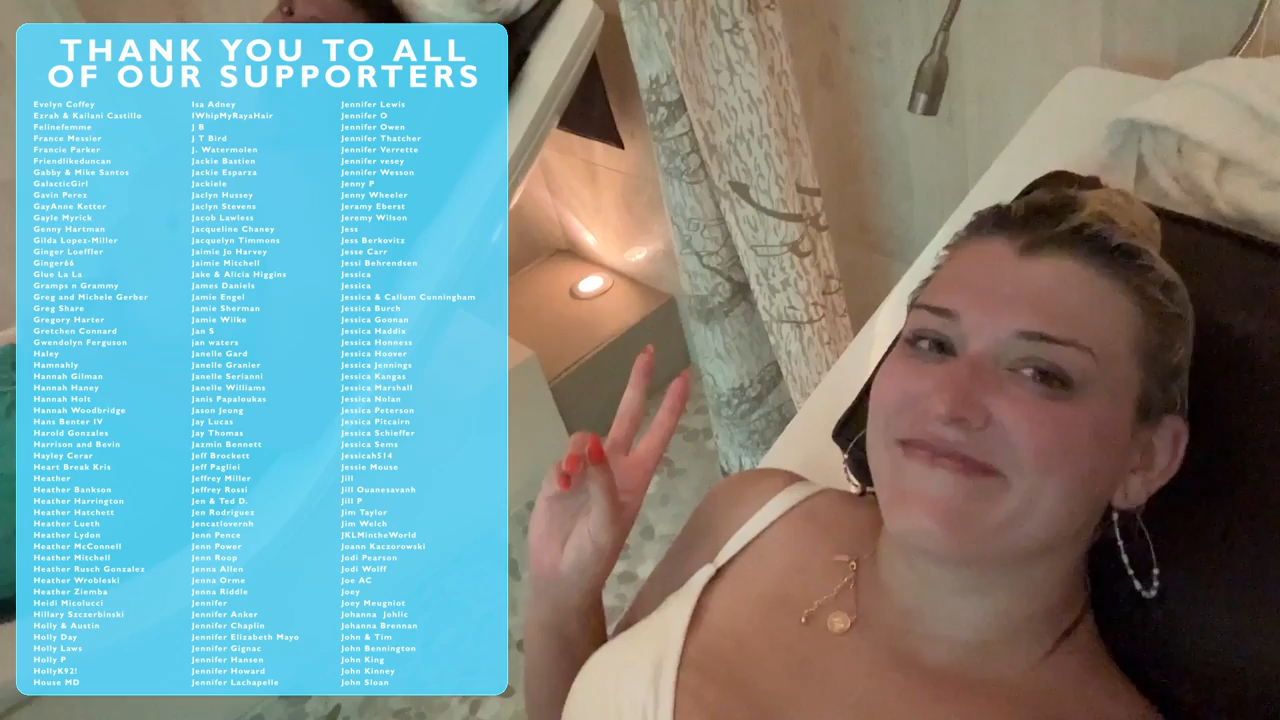 THANK YOU TO ALL
OF OUR SUPPORTERS
Evelyn Coffey
Ezrah & Kailani Castillo
Felinefemme
France Messier
Francie Parker
Friendlikeduncan
Gabby & Mike Santos
GalacticGirl
Gavin Perez
GayAnne Ketter
Gayle Myrick
Genny Hartman
Gilda Lopez-Miller
Ginger Loeffler
Ginger66
Glue La La
Gramps n Grammy
Greg and Michele Gerber
Greg Share
Gregory Harter
Gretchen Connard
Gwendolyn Ferguson
Haley
Hamnahly
Hannah Gilman
Hannah Haney
Hannah Holt
Hannah Woodbridge
Hans Benter IV
Harold Gonzales
Harrison and Bevin
Hayley Cerar
Heart Break Kris
Heather
Heather Bankson
Heather Harrington
Heather Hatchett
Heather Lueth
Heather Lydon
Heather McConnell
Heather Mitchell
Heather Rusch Gonzalez
Heather Wrobleski
Heather Ziemba
Heidi Micolucci
Hillary Szczerbinski
Holly & Austin
Holly Day
Holly Laws
Holly P
HollyK92!
House MD
Isa Adney
IWhipMyRayaHair
J B
J T Bird
J. Watermolen
Jackie Bastien
Jackie Esparza
Jackiele
Jaclyn Hussey
Jaclyn Stevens
Jacob Lawless
Jacqueline Chaney
Jacquelyn Timmons
Jaimie Jo Harvey
Jaimie Mitchell
Jake & Alicia Higgins
James Daniels
Jamie Engel
Jamie Sherman
Jamie Wilke
Jan S
jan waters
Janelle Gard
Janelle Granier
Janelle Serianni
Janelle Williams
Janis Papaloukas
Jason Jeong
Jay Lucas
Jay Thomas
Jazmin Bennett
Jeff Brockett
Jeff Pagliei
Jeffrey Miller
Jeffrey Rossi
Jen & Ted D.
Jen Rodriguez
Jencatlovernh
Jenn Pence
Jenn Power
Jenn Roop
Jenna Allen
Jenna Orme
Jenna Riddle
Jennifer
Jennifer Anker
Jennifer Chaplin
Jennifer Elizabeth Mayo
Jennifer Gignac
Jennifer Hansen
Jennifer Howard
Jennifer Lachapelle
Jennifer Lewis
Jennifer O
Jennifer Owen
Jennifer Thatcher
Jennifer Verrette
Jennifer vesey
Jennifer Wesson
Jenny P
Jenny Wheeler
Jeramy Eberst
Jeremy Wilson
Jess
Jess Berkovitz
Jesse Carr
Jessi Behrendsen
Jessica
Jessica
Jessica & Callum Cunningham
Jessica Burch
Jessica Goonan
Jessica Haddix
Jessica Honness
Jessica Hoover
Jessica Jennings
Jessica Kangas
Jessica Marshall
Jessica Nolan
Jessica Peterson
Jessica Pitcairn
Jessica Schieffer
Jessica Sems
Jessicah514
Jessie Mouse
Jill
Jill Ouanesavanh
Jill P
Jim Taylor
Jim Welch
JKLMintheWorld
Joann Kaczorowski
Jodi Pearson
Jodi Wolff
Joe AC
Joey
Joey Meugniot
Johanna  Johlic
Johanna Brennan
John & Tim
John Bennington
John King
John Kinney
John Sloan